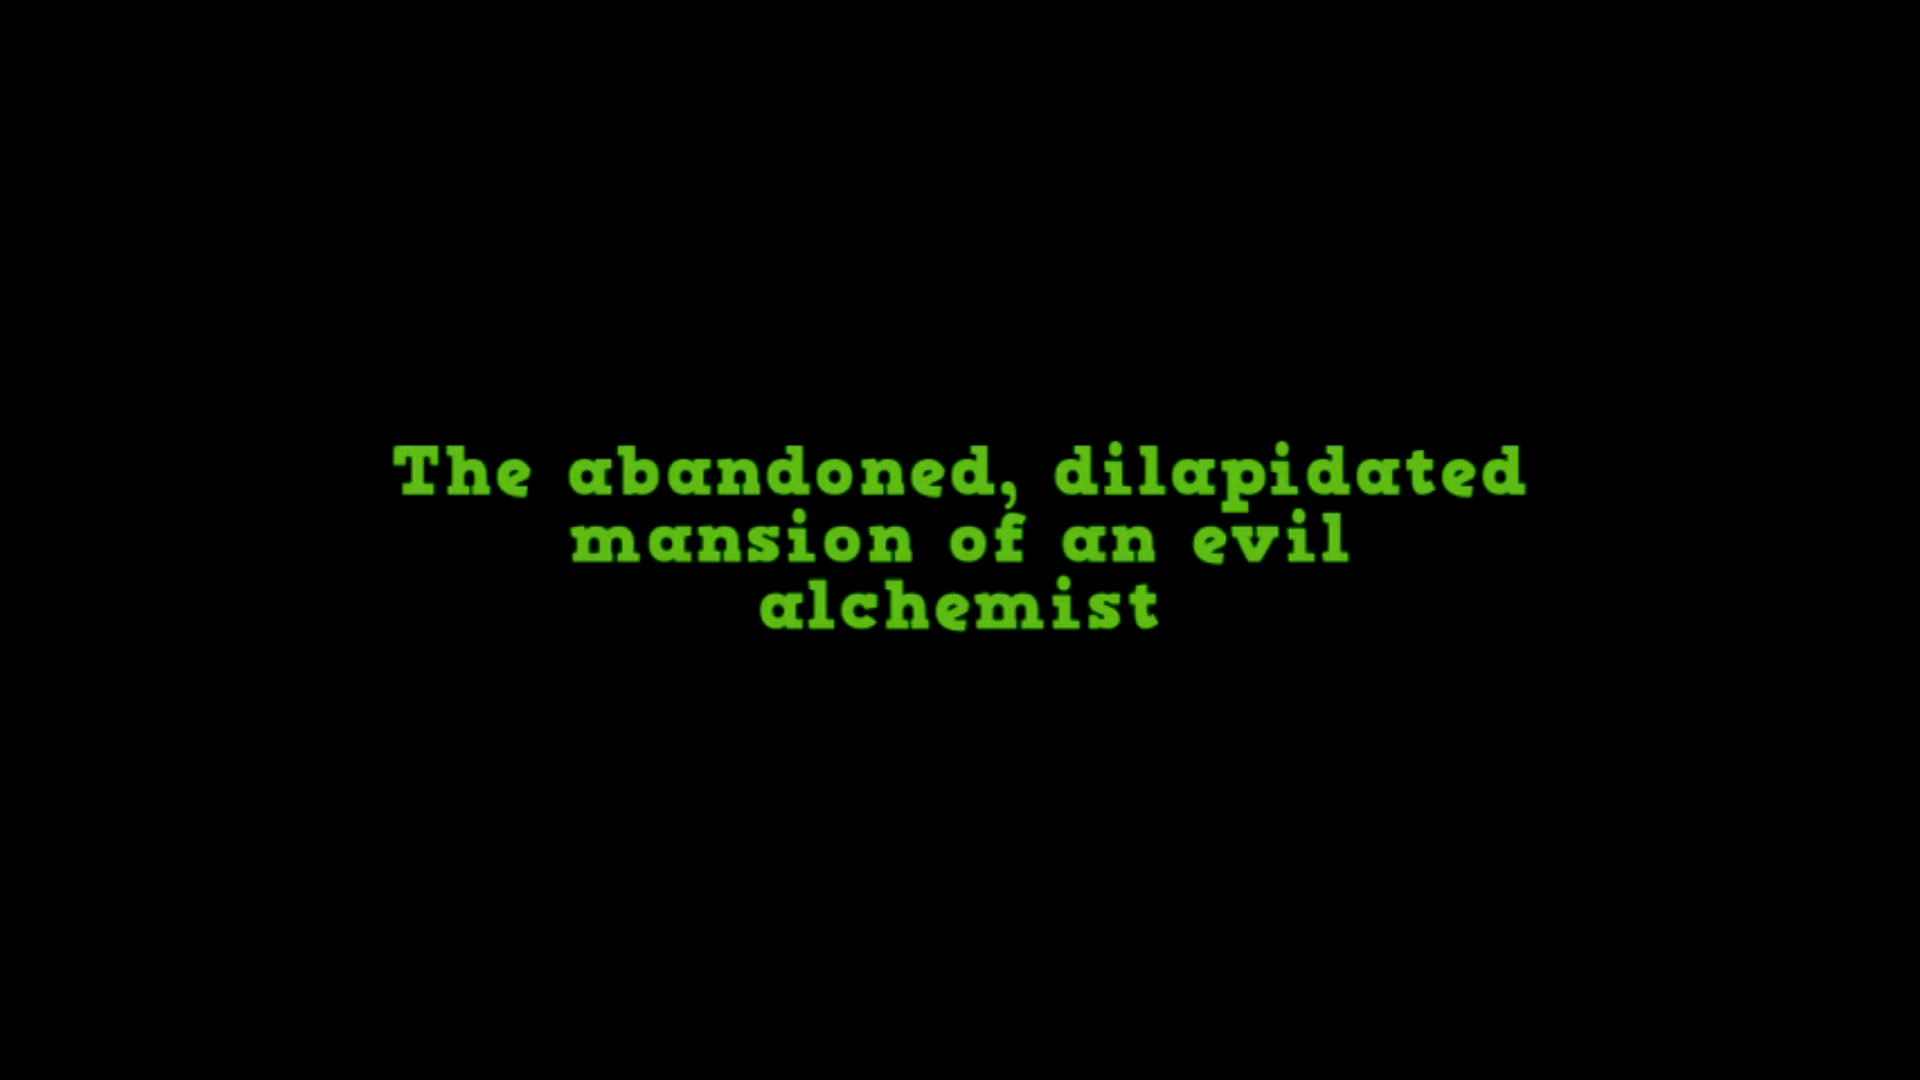 The abandoned, dilapidated
mansion of an evil
alchemist